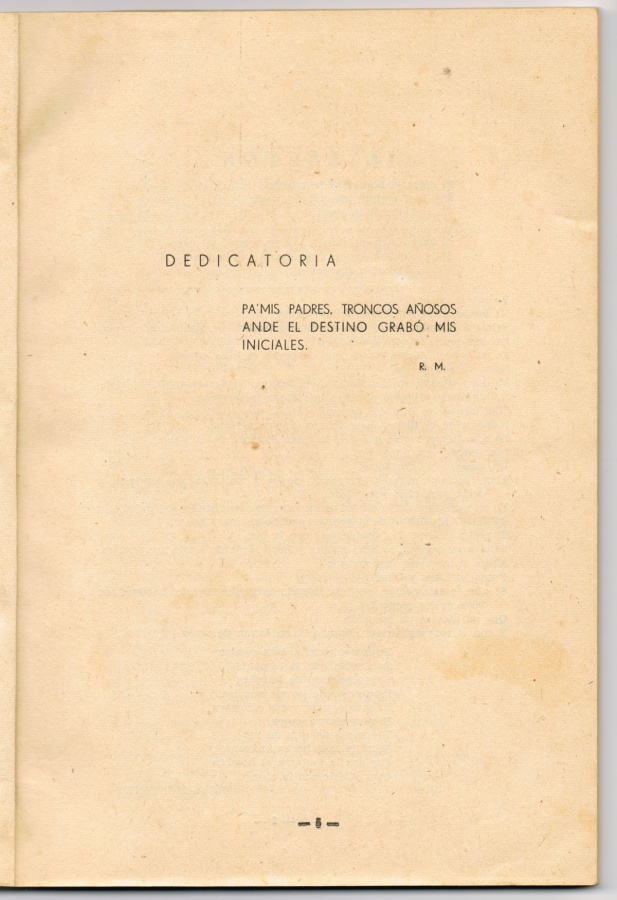 DEDICATORIA
PA'MIS PADRES, TRONCOS AÑOSOS
ANDE EL DESTINO GRABÓ MIS
INICIALES.
R. M.
— 5 —